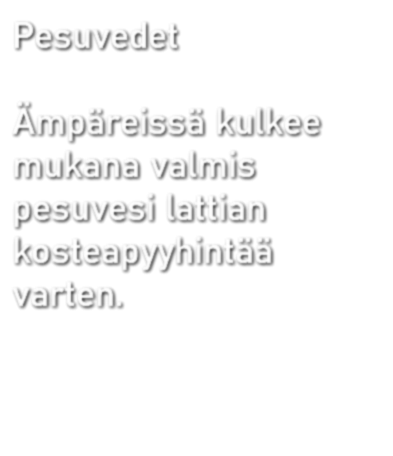 Pesuvedet
Ämpäreissä kulkee
mukana valmis
pesuvesi lattian
kosteapyyhintää
varten.